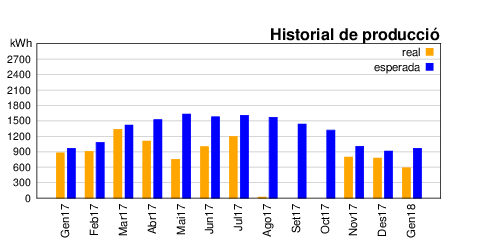 Historial de producció
kWh
real
esperada
2700
2400
2100
1800
1500
1200
900
600
300
0
Gen17
Feb17
Mar17
Abr17
Mai17
Jun17
Jul17
Ago17
Set17
Oct17
Nov17
Des17
Gen18